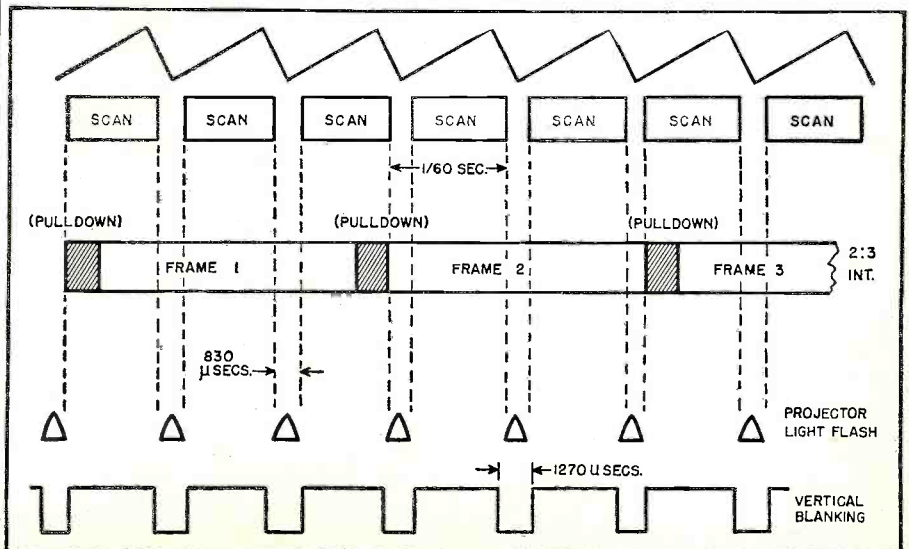 SCAN SCAN SCAN SCAN SCAN SCAN SCAN
1/60 SEC.
(PULLDOWN) (PULLDOWN) (PULLDOWN)
FRAME 1 FRAME 2 FRAME 3 2:3
INT.
830
µ SECS.
PROJECTOR
LIGHT FLASH
1270 µ SECS.
VERTICAL
BLANKING